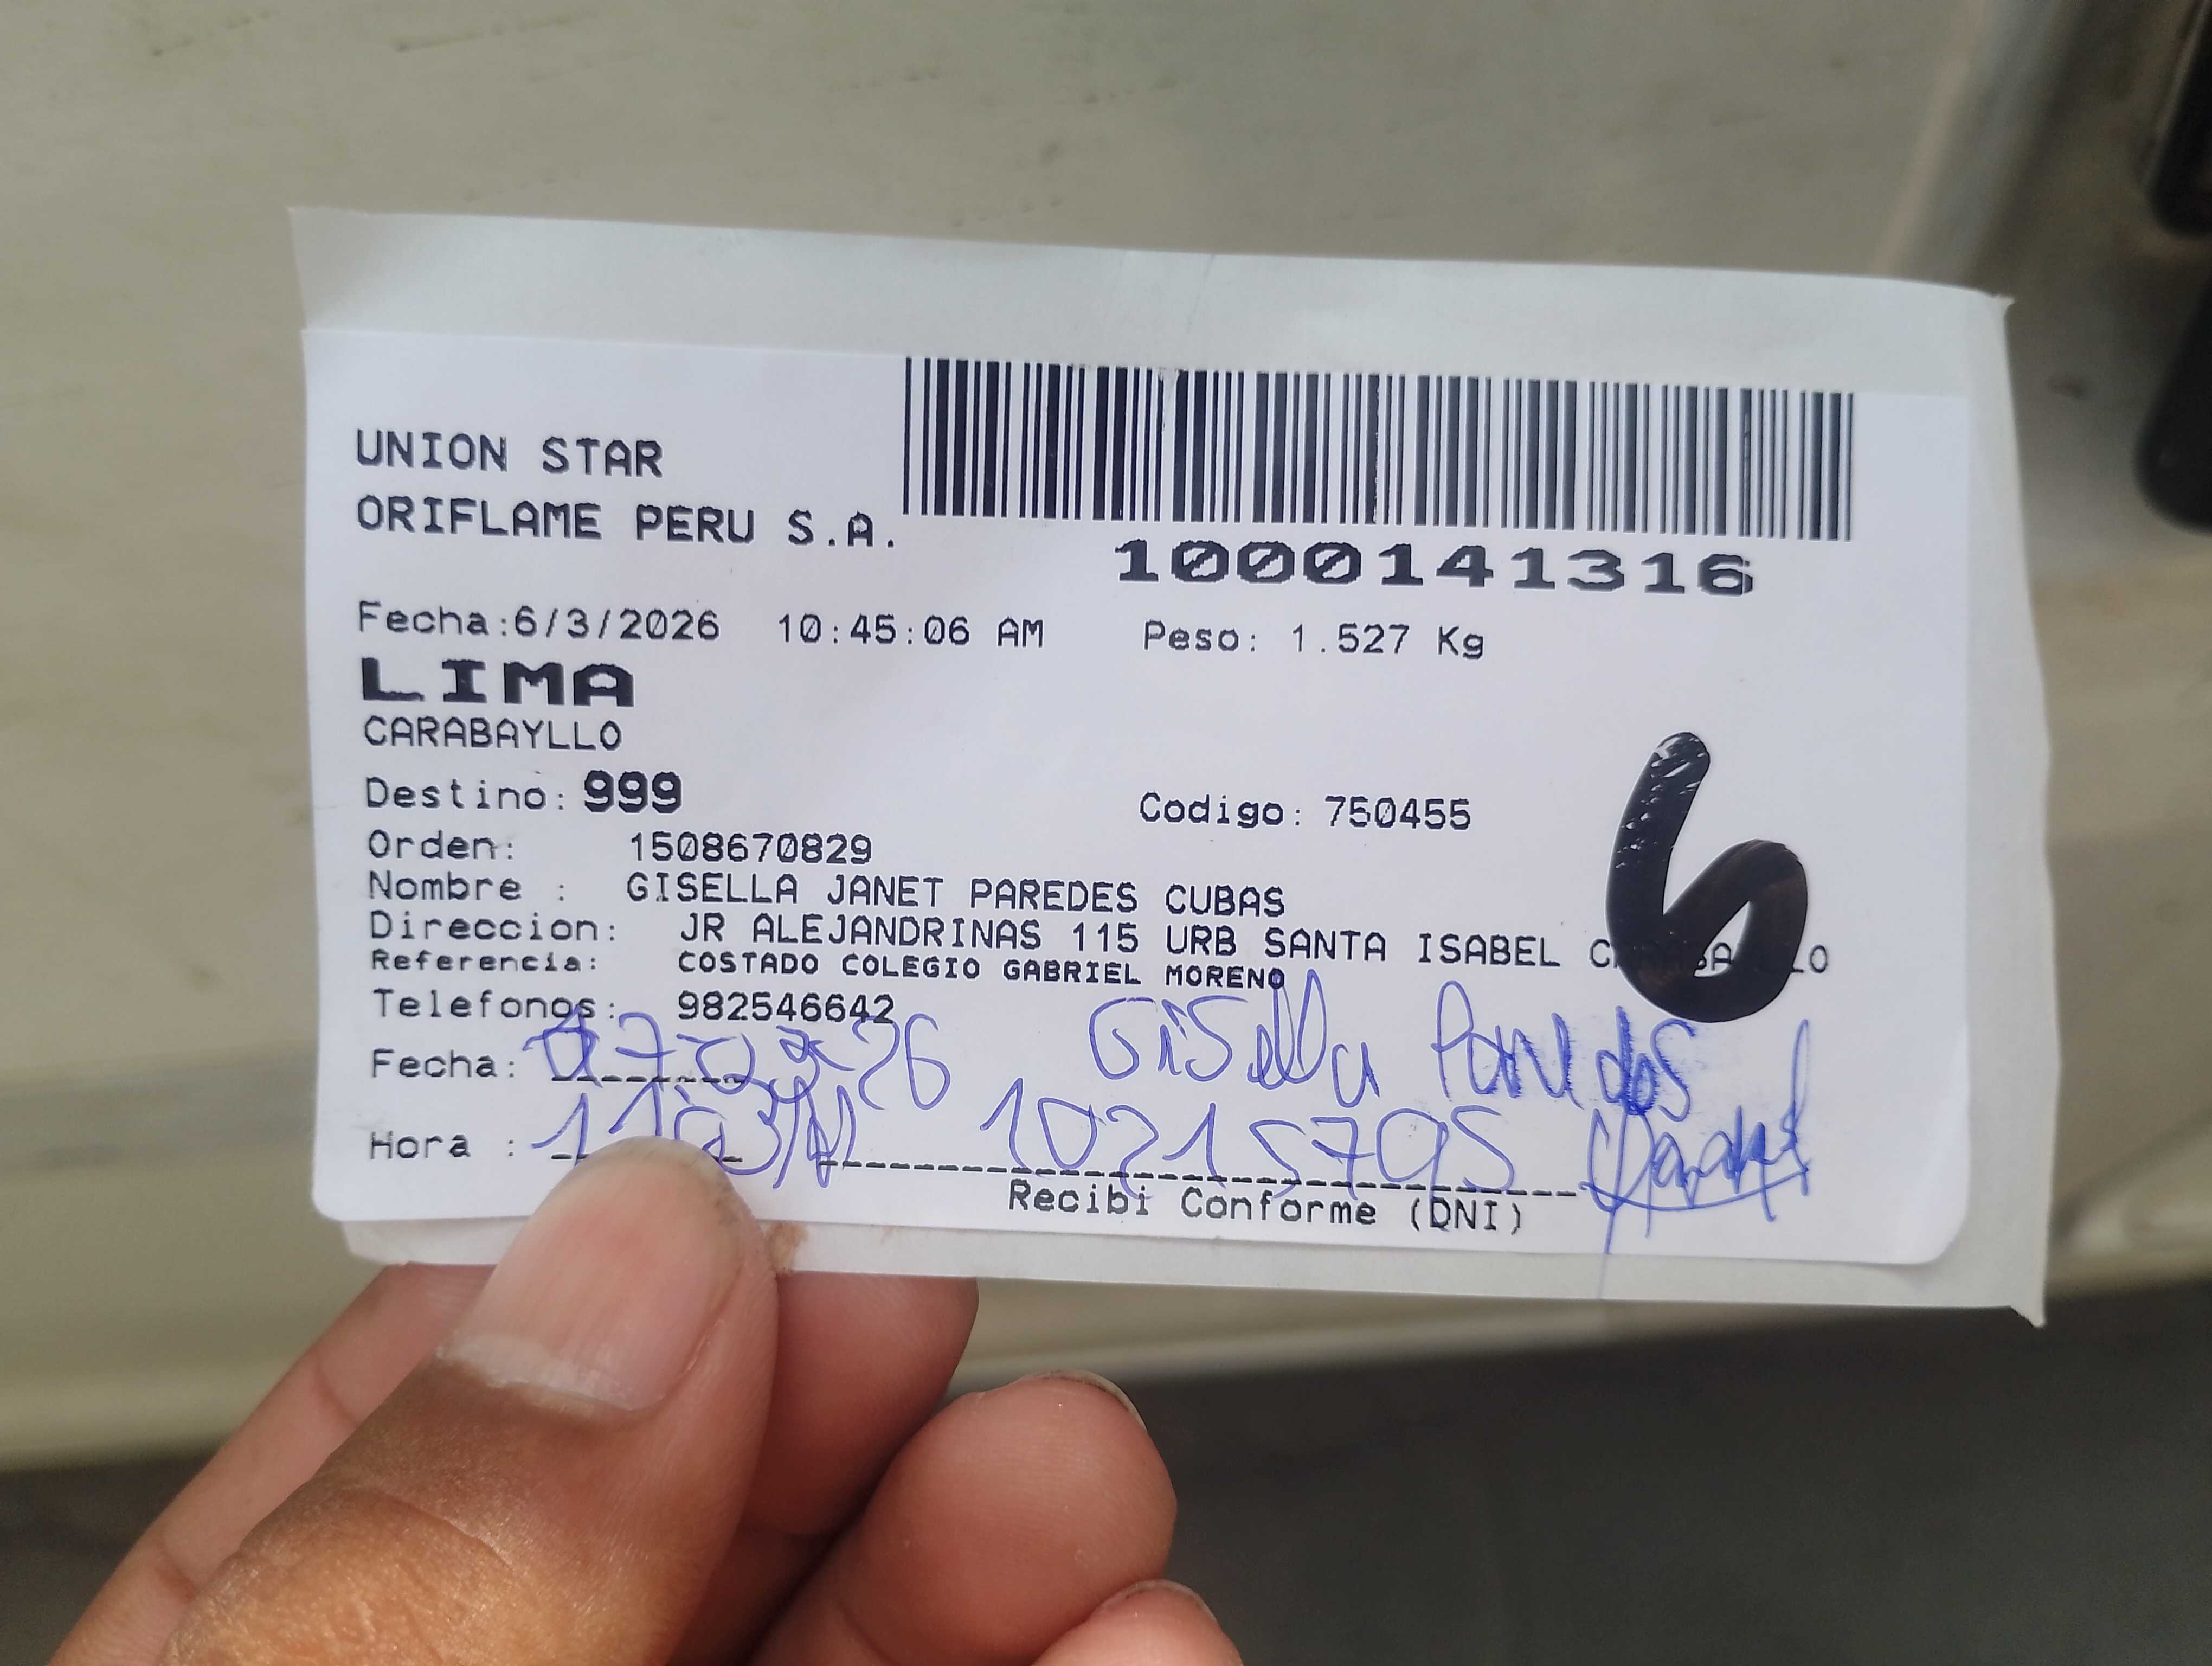 UNION STAR
ORIFLAME PERU S.A.
1000141316
Fecha:6/3/2026 10:45:06 AM Peso: 1.527 Kg
LIMA
CARABAYLLO
Destino: 999 Codigo: 750455
6
Orden: 1508670829
Nombre : GISELLA JANET PAREDES CUBAS
Direccion: JR ALEJANDRINAS 115 URB SANTA ISABEL
Referencia: COSTADO COLEGIO GABRIEL MORENO
Telefonos: 982546642
Fecha: Gisella Paredes
Hora : 10215795
Recibi Conforme (DNI)